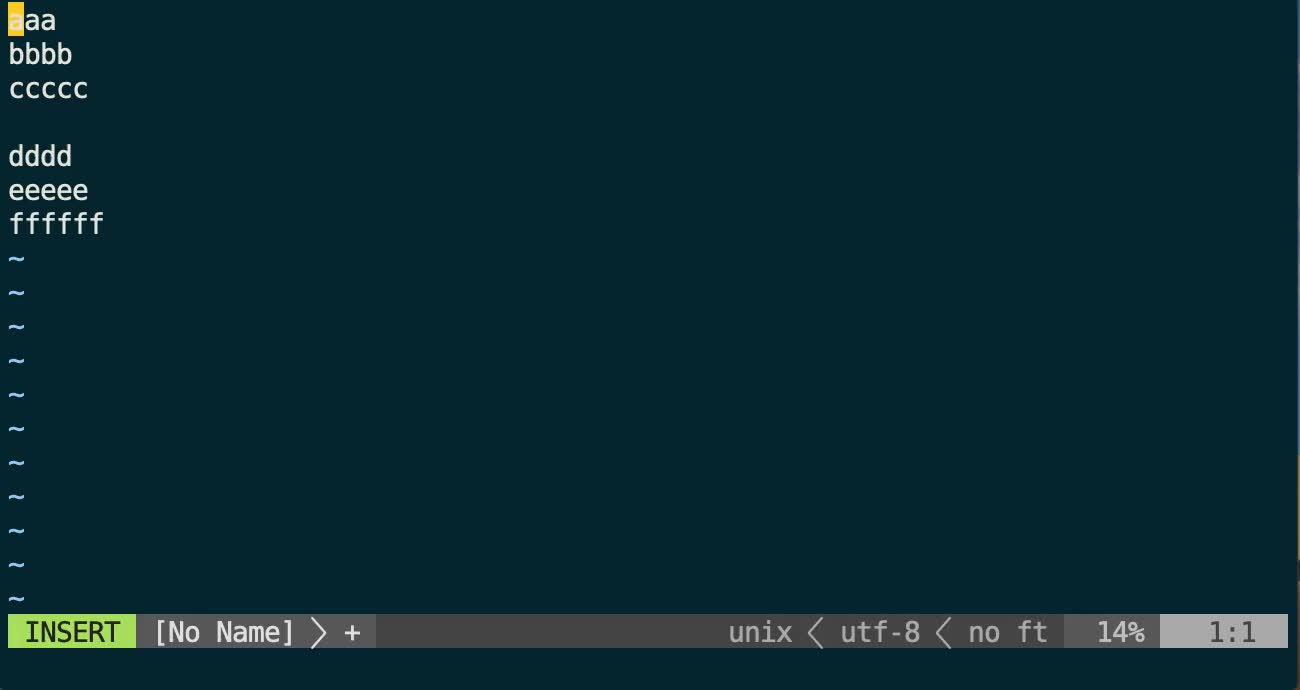 aaa
bbbb
ccccc

dddd
eeeee
ffffff
~
~
~
~
~
~
~
~
~
~
~
INSERT [No Name] > + unix < utf-8 < no ft 14% 1:1